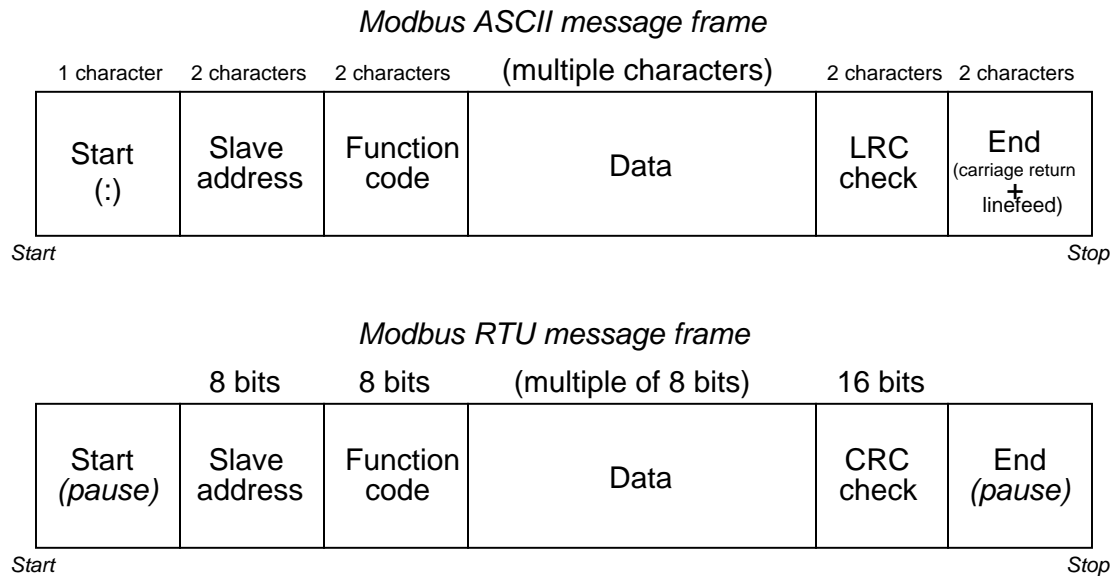 Modbus ASCII message frame
1 character 2 characters 2 characters (multiple characters) 2 characters 2 characters
Start
(:)
Slave
address
Function
code
Data
LRC
check
End
(carriage return
+
linefeed)
Start
Stop
Modbus RTU message frame
8 bits 8 bits (multiple of 8 bits) 16 bits
Start
(pause)
Slave
address
Function
code
Data
CRC
check
End
(pause)
Start
Stop